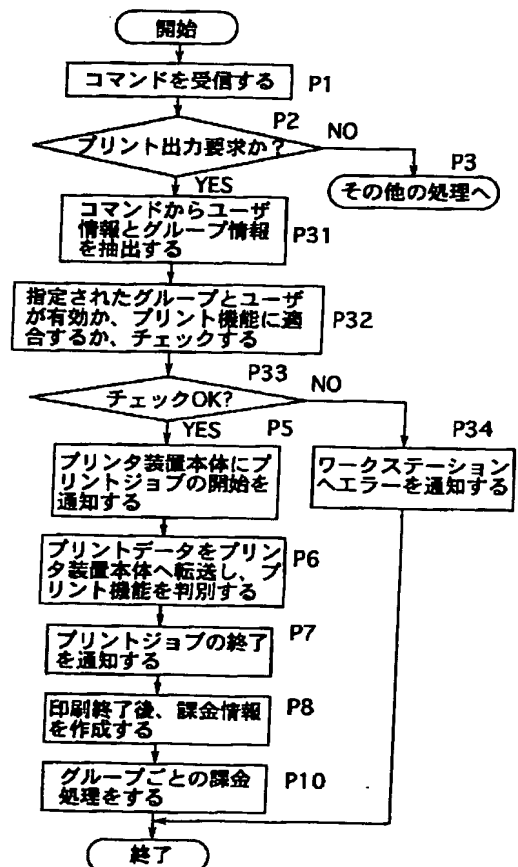 開始
コマンドを受信する
P1
P2
プリント出力要求か?
NO
P3
その他の処理へ
YES
コマンドからユーザ
情報とグループ情報
を抽出する
P31
指定されたグループとユーザ
が有効か、プリント機能に適
合するか、チェックする
P32
P33
チェックOK?
NO
YES
P5
P34
プリンタ装置本体にプ
リントジョブの開始を
通知する
ワークステーション
へエラーを通知する
プリントデータをプリン
タ装置本体へ転送し、プ
リント機能を判別する
P6
プリントジョブの終了
を通知する
P7
印刷終了後、課金情報
を作成する
P8
グループごとの課金
処理をする
P10
終了